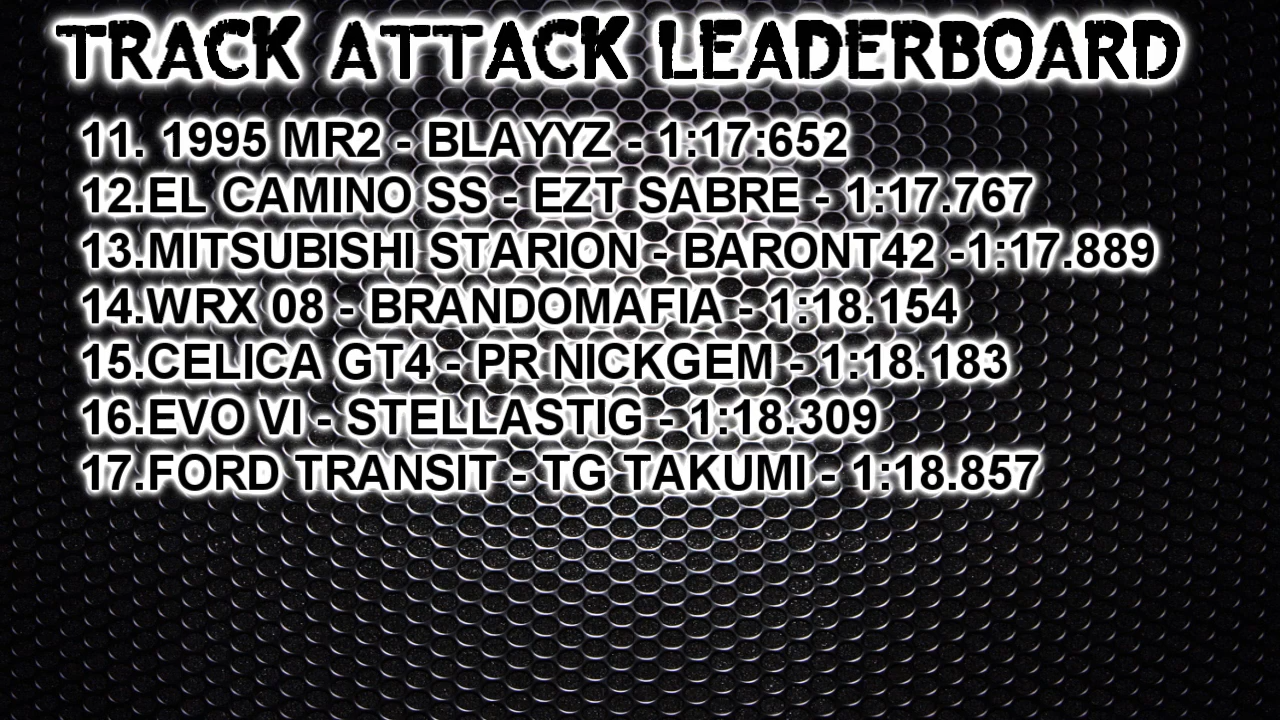 TRACK ATTACK LEADERBOARD
11. 1995 MR2 - BLAYYZ - 1:17:652
12.EL CAMINO SS - EZT SABRE - 1:17.767
13.MITSUBISHI STARION - BARONT42 -1:17.889
14.WRX 08 - BRANDOMAFIA - 1:18.154
15.CELICA GT4 - PR NICKGEM - 1:18.183
16.EVO VI - STELLASTIG - 1:18.309
17.FORD TRANSIT - TG TAKUMI - 1:18.857